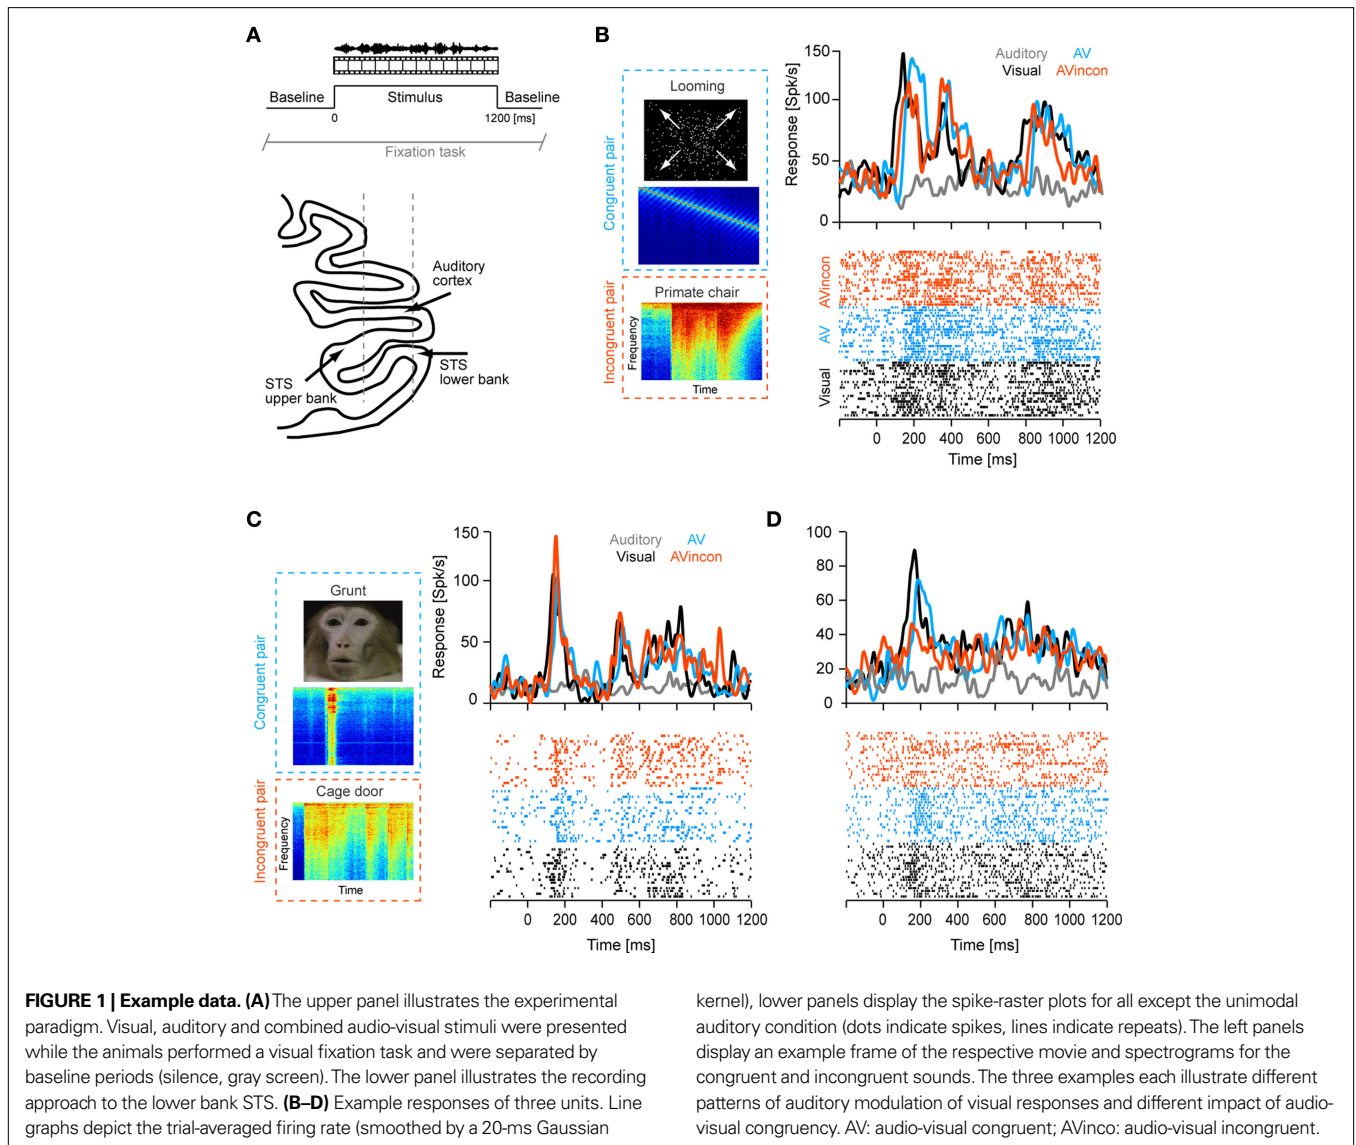 A
Baseline
Stimulus
Baseline
0
1200 [ms]
Fixation task
Auditory
cortex
STS
upper bank
STS
lower bank
B
Congruent pair
Looming
Incongruent pair
Primate chair
Frequency
Time
Response [Spk/s]
150
100
50
0
Auditory
AV
Visual
AVincon
AVincon
AV
Visual
0 200 400 600 800 1000 1200
Time [ms]
C
Congruent pair
Grunt
Incongruent pair
Cage door
Frequency
Time
Response [Spk/s]
150
100
50
0
Auditory
AV
Visual
AVincon
0 200 400 600 800 1000 1200
Time [ms]
D
100
80
60
40
20
0
0 200 400 600 800 1000 1200
Time [ms]
FIGURE 1 | Example data. (A) The upper panel illustrates the experimental
paradigm. Visual, auditory and combined audio-visual stimuli were presented
while the animals performed a visual fixation task and were separated by
baseline periods (silence, gray screen). The lower panel illustrates the recording
approach to the lower bank STS. (B–D) Example responses of three units. Line
graphs depict the trial-averaged firing rate (smoothed by a 20-ms Gaussian
kernel), lower panels display the spike-raster plots for all except the unimodal
auditory condition (dots indicate spikes, lines indicate repeats). The left panels
display an example frame of the respective movie and spectrograms for the
congruent and incongruent sounds. The three examples each illustrate different
patterns of auditory modulation of visual responses and different impact of audio-
visual congruency. AV: audio-visual congruent; AVinco: audio-visual incongruent.